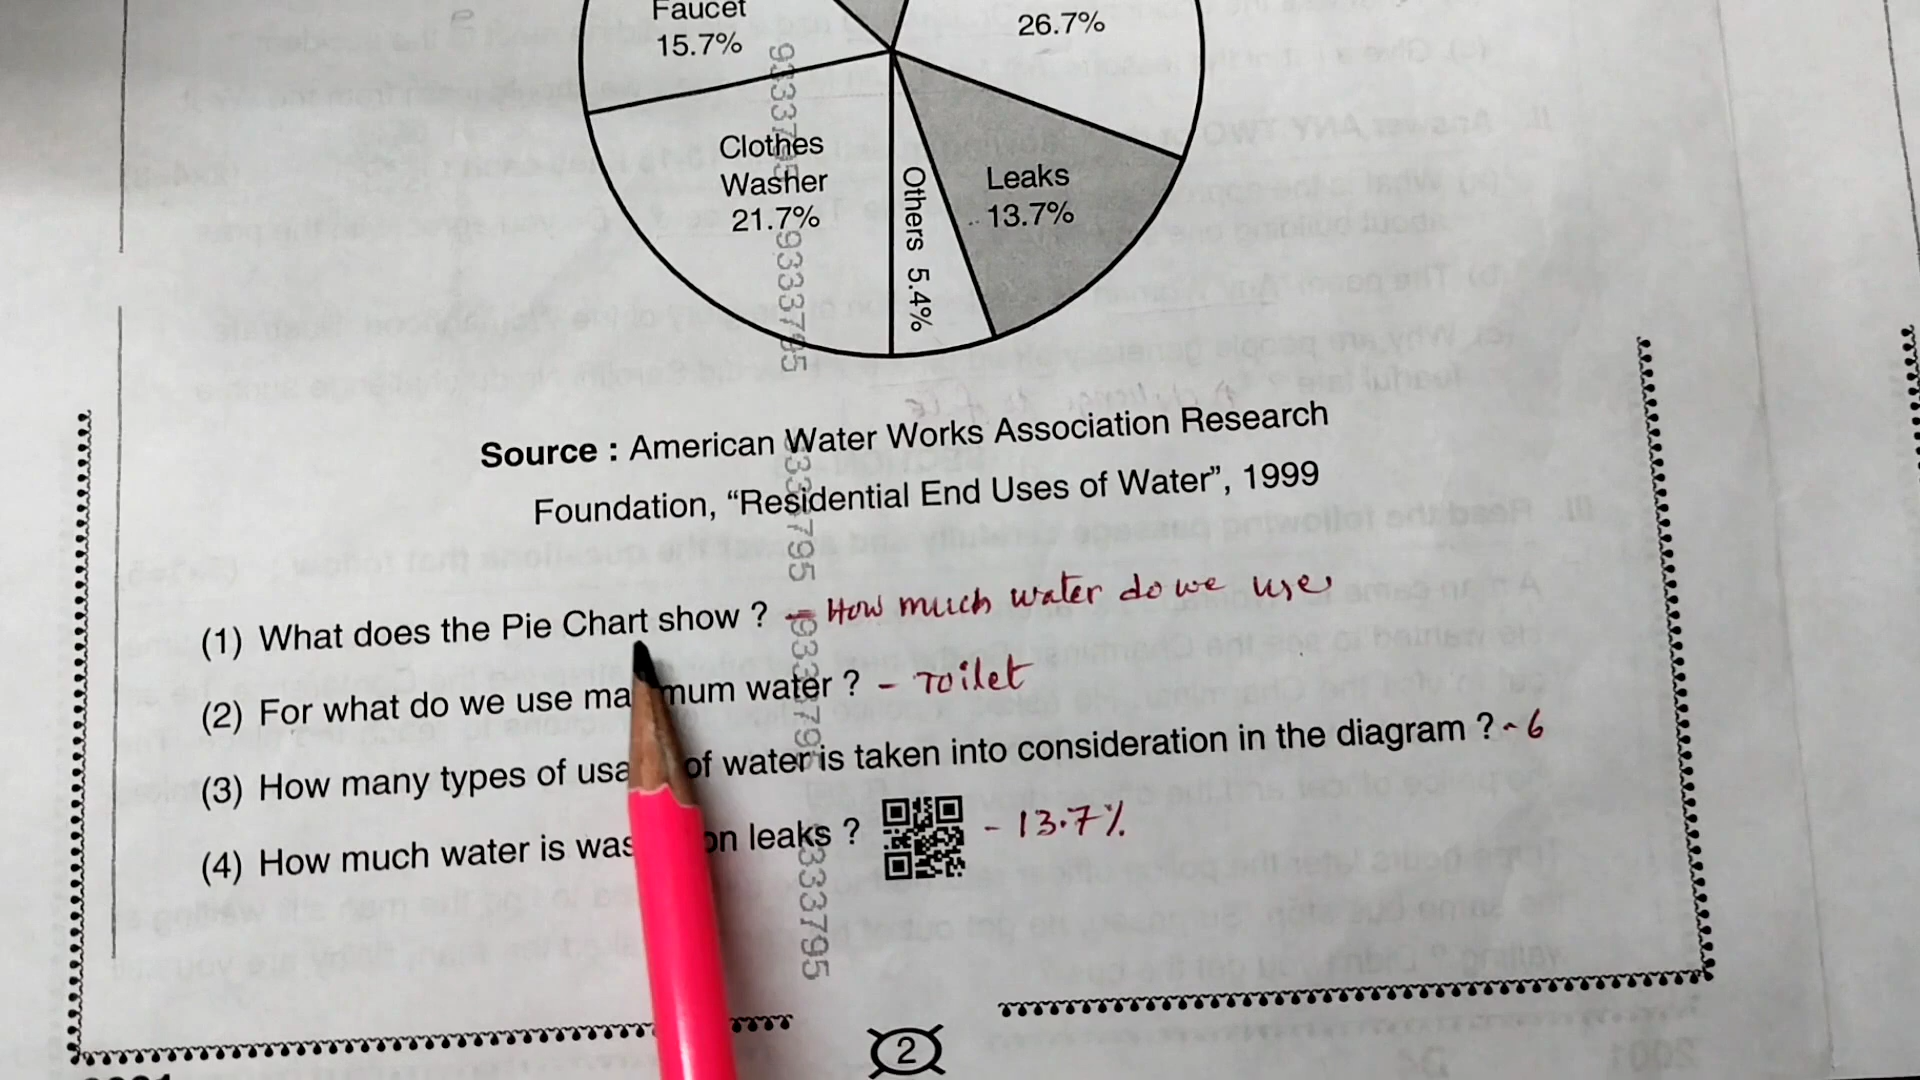 Faucet
15.7%
26.7%
Clothes
Washer
21.7%
Others 5.4%
Leaks
13.7%
9333795
9333795
Source : American Water Works Association Research
Foundation, “Residential End Uses of Water”, 1999
(1) What does the Pie Chart show ? - How much water do we use
(2) For what do we use ma mum water ? - Toilet
(3) How many types of usa of water is taken into consideration in the diagram ? - 6
(4) How much water is was on leaks ? - 13.7%
333795
2